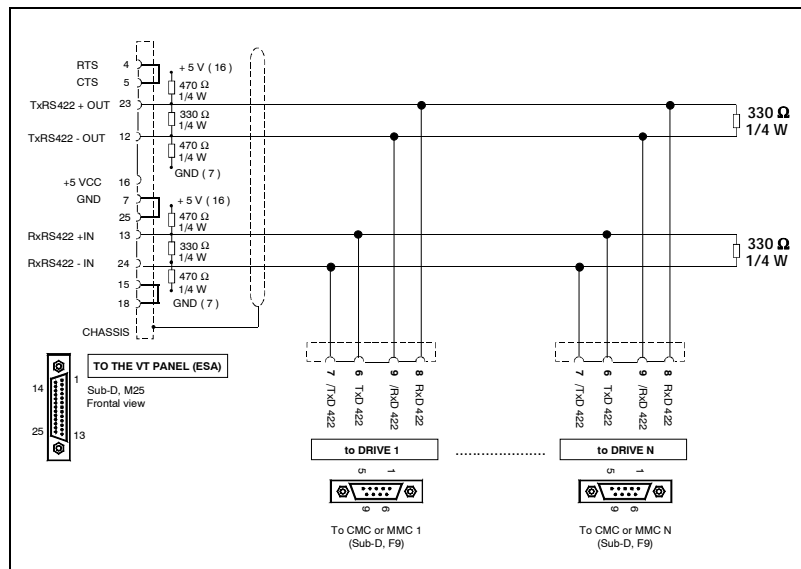 RTS 4
CTS 5
TxRS422 + OUT 23
TxRS422 - OUT 12
+5 VCC 16
GND 7
25
RxRS422 +IN 13
RxRS422 - IN 24
15
18
CHASSIS
+ 5 V ( 16 )
470 Ω
1/4 W
330 Ω
1/4 W
470 Ω
1/4 W
GND ( 7 )
+ 5 V ( 16 )
470 Ω
1/4 W
330 Ω
1/4 W
470 Ω
1/4 W
GND ( 7 )
330 Ω
1/4 W
330 Ω
1/4 W
TO THE VT PANEL (ESA)
Sub-D, M25
Frontal view
14
1
25
13
7 /TxD 422
6 TxD 422
9 /RxD 422
8 RxD 422
to DRIVE 1
5
1
9
6
To CMC or MMC 1
(Sub-D, F9)
7 /TxD 422
6 TxD 422
9 /RxD 422
8 RxD 422
to DRIVE N
5
1
9
6
To CMC or MMC N
(Sub-D, F9)